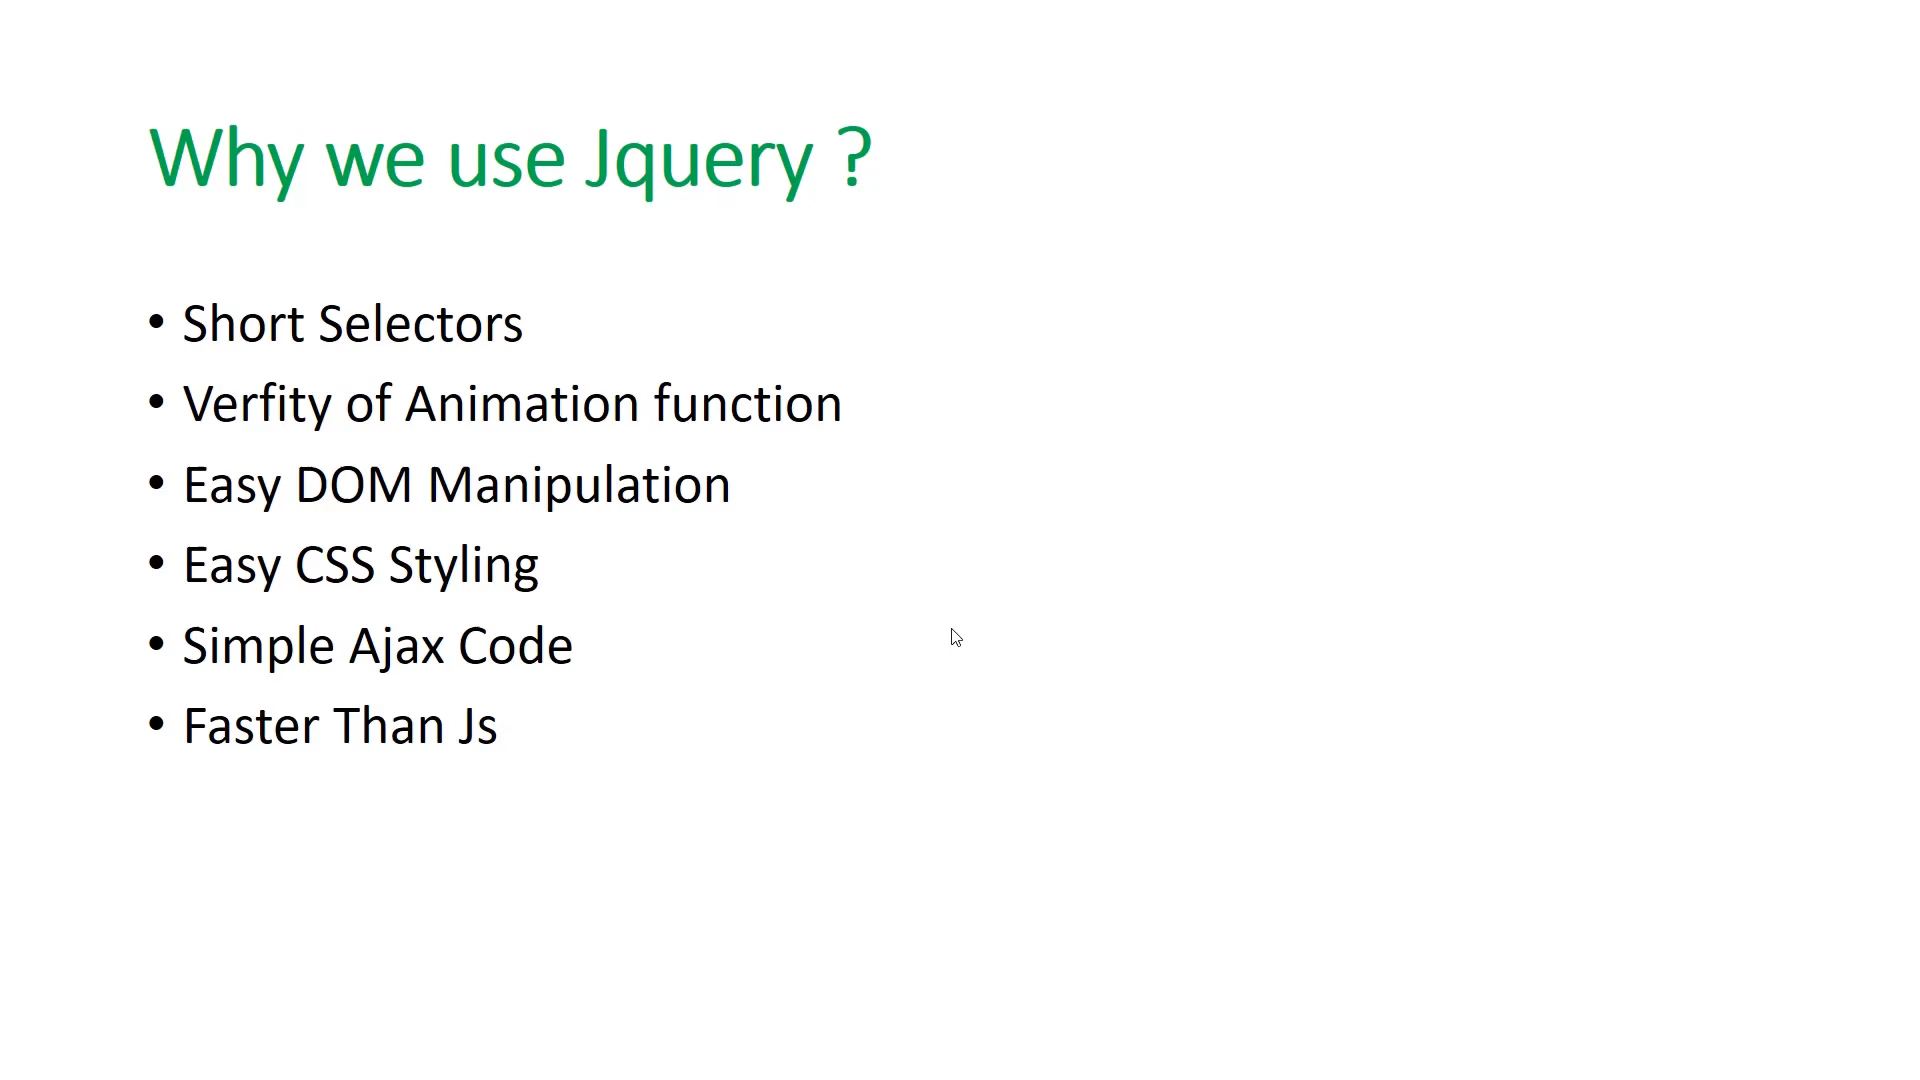 Why we use Jquery ?
• Short Selectors
• Verfity of Animation function
• Easy DOM Manipulation
• Easy CSS Styling
• Simple Ajax Code
• Faster Than Js